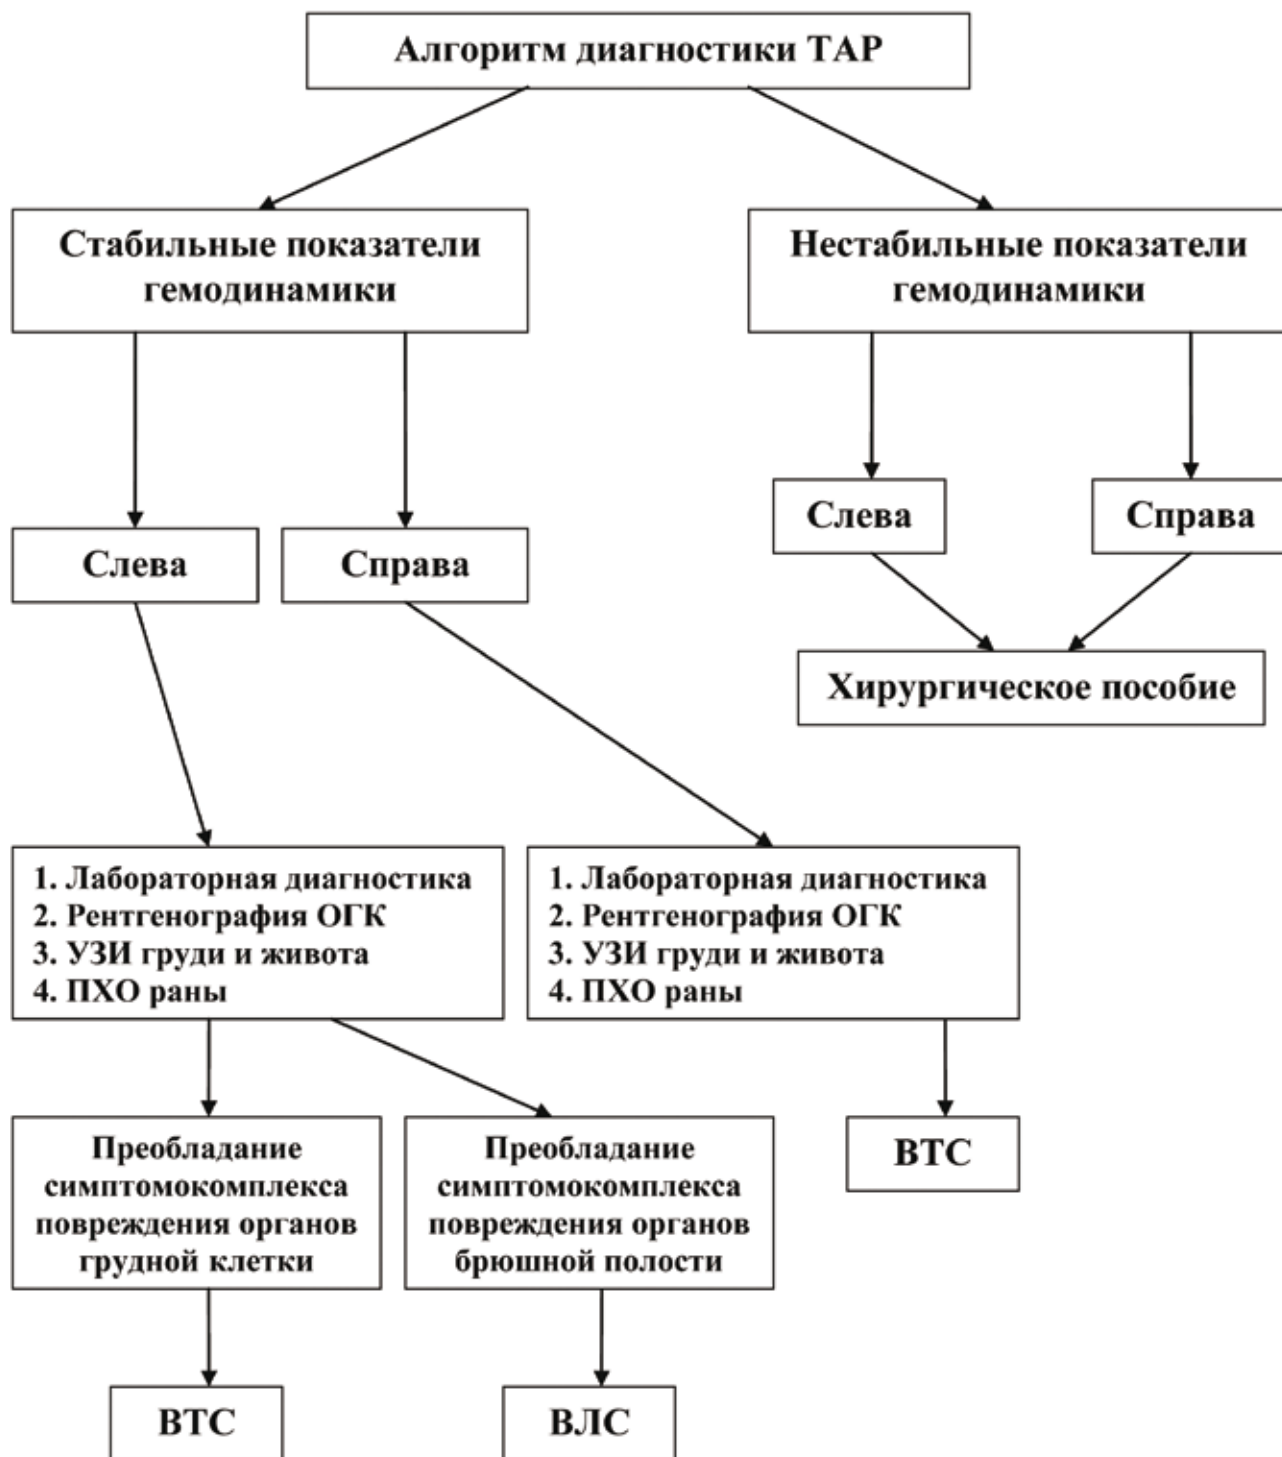 Алгоритм диагностики ТАР
Стабильные показатели
гемодинамики
Нестабильные показатели
гемодинамики
Слева
Справа
Слева
Справа
Хирургическое пособие
1. Лабораторная диагностика
2. Рентгенография ОГК
3. УЗИ груди и живота
4. ПХО раны
1. Лабораторная диагностика
2. Рентгенография ОГК
3. УЗИ груди и живота
4. ПХО раны
Преобладание
симптомокомплекса
повреждения органов
грудной клетки
Преобладание
симптомокомплекса
повреждения органов
брюшной полости
ВТС
ВТС
ВЛС